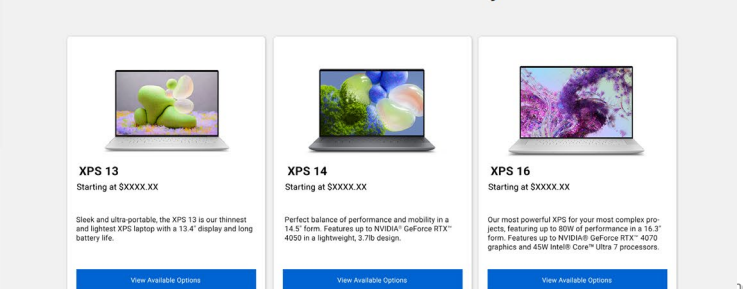 XPS 13
Starting at $XXXX.XX
Sleek and ultra-portable, the XPS 13 is our thinnest
and lightest XPS laptop with a 13.4" display and long
battery life.
View Available Options
XPS 14
Starting at $XXXX.XX
Perfect balance of performance and mobility in a
14.5" form. Features up to NVIDIA® GeForce RTX™
4050 in a lightweight, 3.7lb design.
View Available Options
XPS 16
Starting at $XXXX.XX
Our most powerful XPS for your most complex pro-
jects, featuring up to 80W of performance in a 16.3"
form. Features up to NVIDIA® GeForce RTX™ 4070
graphics and 45W Intel® Core™ Ultra 7 processors.
View Available Options